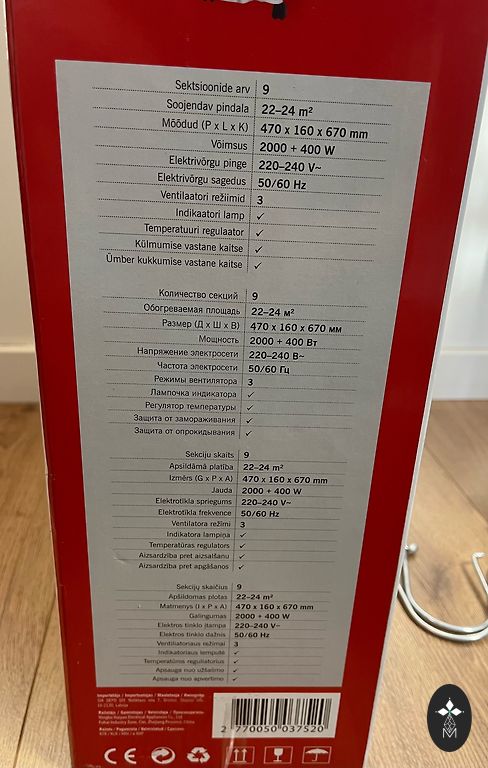 Sektsioonide arv 9
Soojendav pindala 22–24 m²
Mõõdud (P x L x K) 470 x 160 x 670 mm
Võimsus 2000 + 400 W
Elektrivõrgu pinge 220–240 V~
Elektrivõrgu sagedus 50/60 Hz
Ventilaatori režiimid 3
Indikaatori lamp ✓
Temperatuuri regulaator ✓
Külmumise vastane kaitse ✓
Ümber kukkumise vastane kaitse ✓
Количество секций 9
Обогреваемая площадь 22–24 м²
Размер (Д x Ш x В) 470 x 160 x 670 мм
Мощность 2000 + 400 Вт
Напряжение электросети 220–240 В~
Частота электросети 50/60 Гц
Режимы вентилятора 3
Лампочка индикатора ✓
Регулятор температуры ✓
Защита от замораживания ✓
Защита от опрокидывания ✓
Sekciju skaits 9
Apsildāmā platība 22–24 m²
Izmērs (G x P x A) 470 x 160 x 670 mm
Jauda 2000 + 400 W
Elektrotīkla spriegums 220–240 V~
Elektrotīkla frekvence 50/60 Hz
Ventilatora režīmi 3
Indikatora lampiņa ✓
Temperatūras regulators ✓
Aizsardzība pret aizsalšanu ✓
Aizsardzība pret apgāšanos ✓
Sekcijų skaičius 9
Apšildomas plotas 22–24 m²
Matmenys (I x P x A) 470 x 160 x 670 mm
Galingumas 2000 + 400 W
Elektros tinklo įtampa 220–240 V~
Elektros tinklo dažnis 50/60 Hz
Ventiliatoriaus režimai 3
Indikatoriaus lemputė ✓
Temperatūros reguliatorius ✓
Apsauga nuo užšalimo ✓
Apsauga nuo apvertimo ✓
2 770050 037520
CE
M